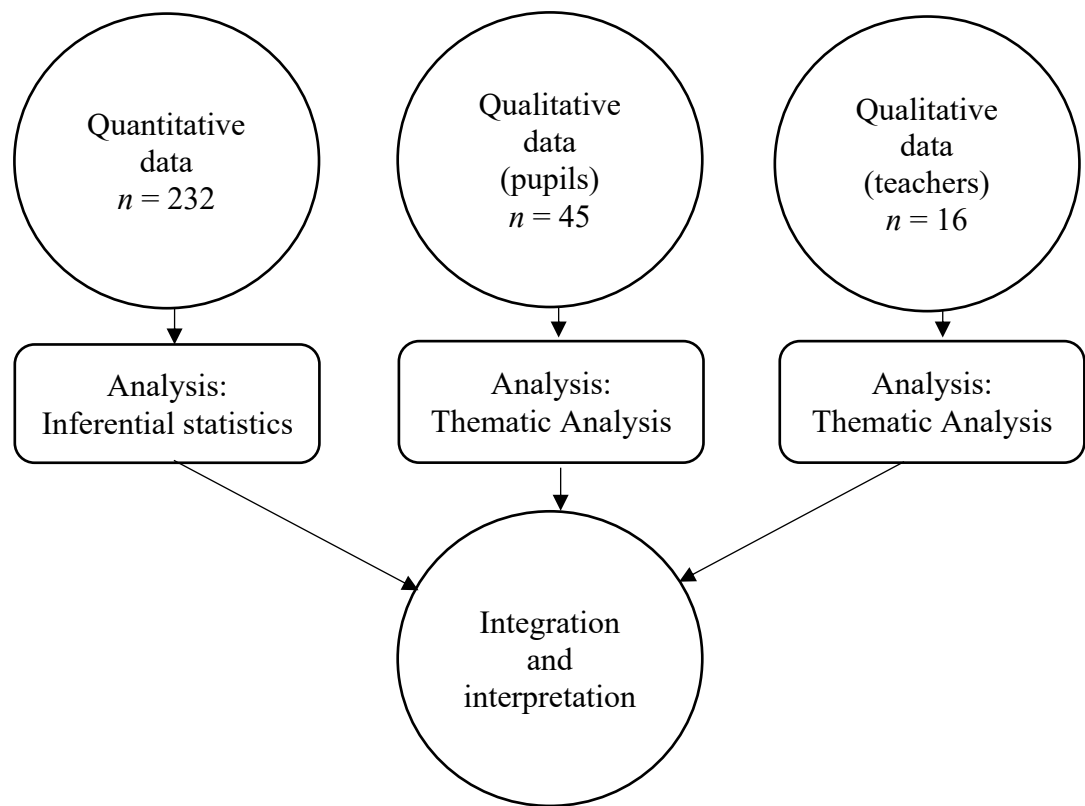 Quantitative
data
n = 232
Qualitative
data
(pupils)
n = 45
Qualitative
data
(teachers)
n = 16
Analysis:
Inferential statistics
Analysis:
Thematic Analysis
Analysis:
Thematic Analysis
Integration
and
interpretation